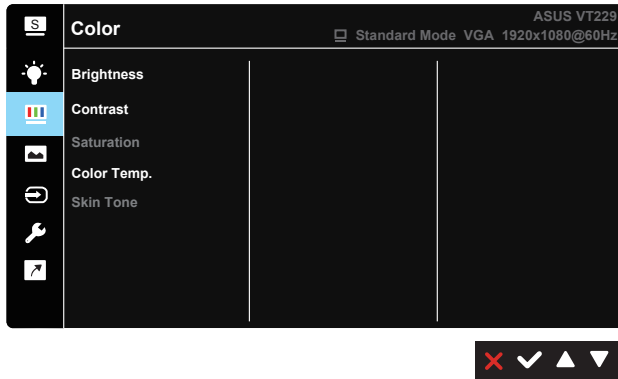 S
Color
ASUS VT229
Standard Mode VGA 1920x1080@60Hz
Brightness
Contrast
Saturation
Color Temp.
Skin Tone